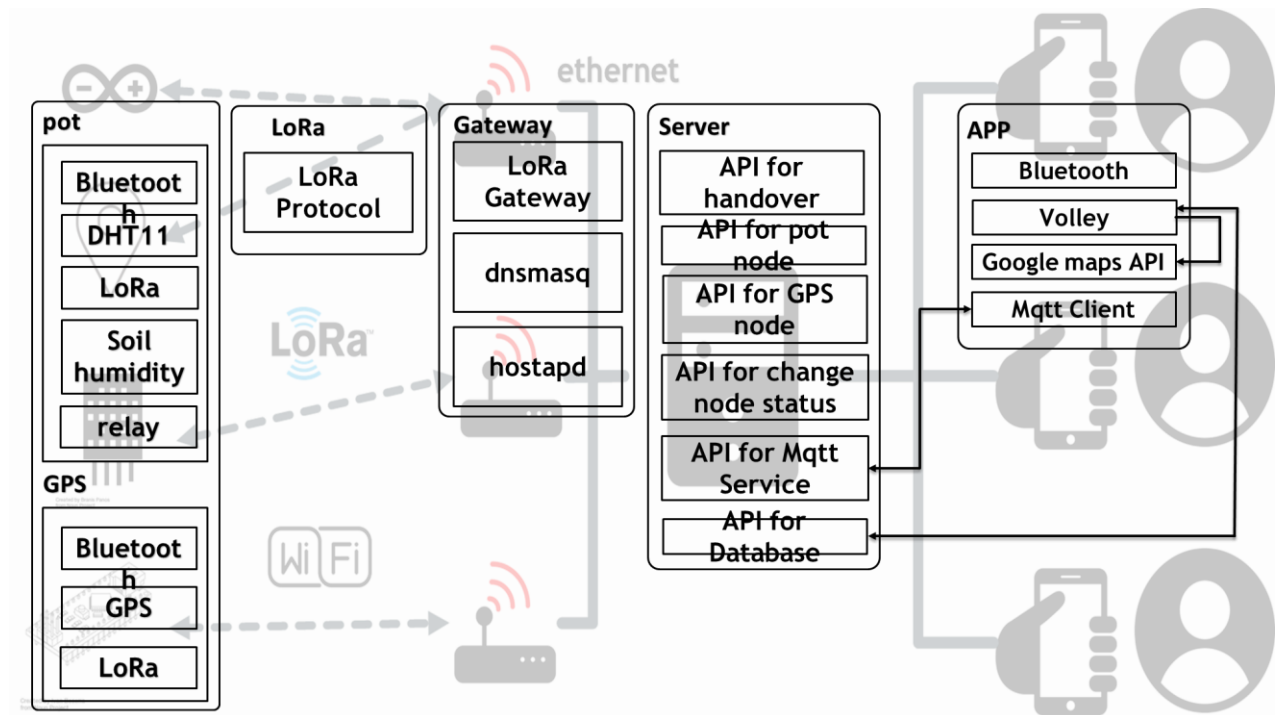 ethernet
pot
Bluetoot
h
DHT11
LoRa
Soil
humidity
relay
GPS
Bluetoot
h
GPS
LoRa
LoRa
LoRa
Protocol
LoRa
WiFi
Gateway
LoRa
Gateway
dnsmasq
hostapd
Server
API for
handover
API for pot
node
API for GPS
node
API for change
node status
API for Mqtt
Service
API for
Database
APP
Bluetooth
Volley
Google maps API
Mqtt Client